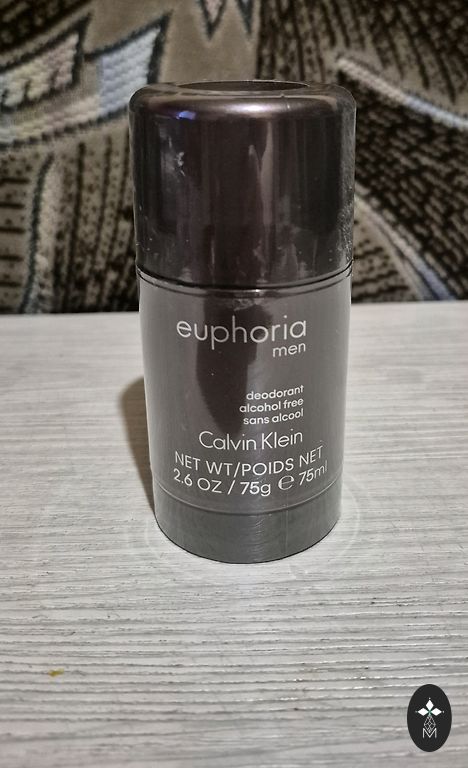 euphoria
men
deodorant
alcohol free
sans alcool
Calvin Klein
NET WT/POIDS NET
2.6 OZ / 75g ℮ 75ml
M